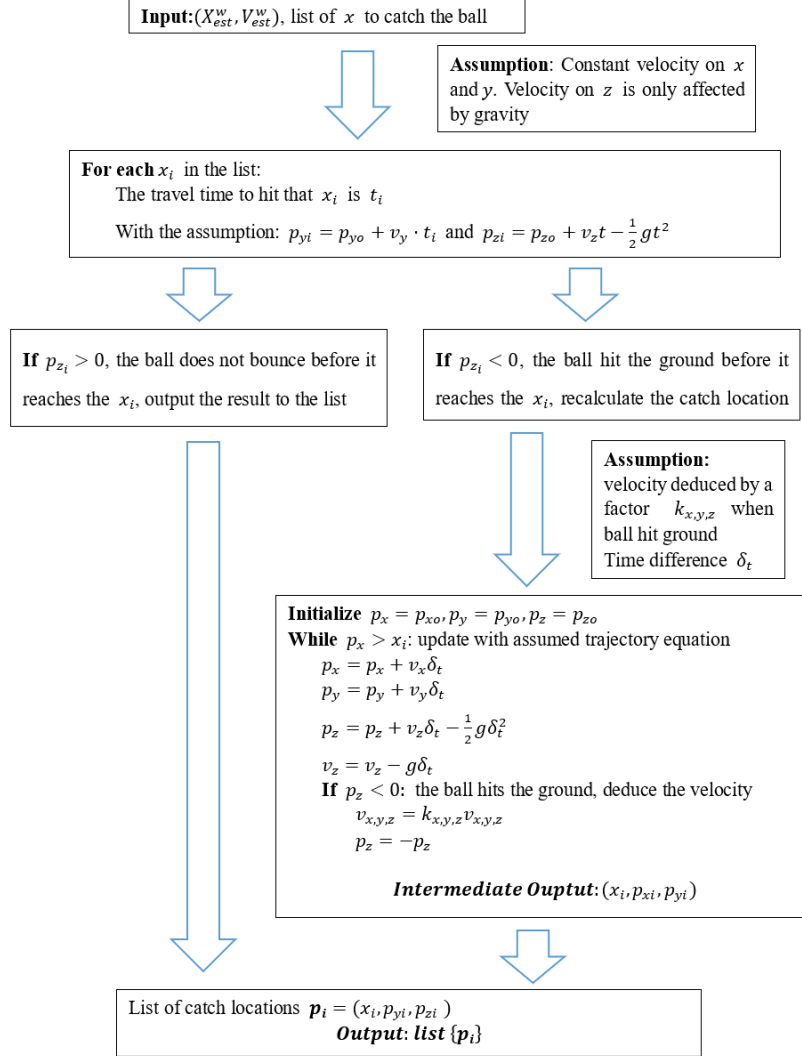 Input:(X_est^w, V_est^w), list of x to catch the ball
Assumption: Constant velocity on x
and y. Velocity on z is only affected
by gravity
For each x_i in the list:
The travel time to hit that x_i is t_i
With the assumption: p_yi = p_yo + v_y · t_i and p_zi = p_zo + v_z t − 1/2 gt²
If p_z_i > 0, the ball does not bounce before it
reaches the x_i, output the result to the list
If p_z_i < 0, the ball hit the ground before it
reaches the x_i, recalculate the catch location
Assumption:
velocity deduced by a
factor k_x,y,z when
ball hit ground
Time difference δ_t
Initialize p_x = p_xo, p_y = p_yo, p_z = p_zo
While p_x > x_i: update with assumed trajectory equation
p_x = p_x + v_x δ_t
p_y = p_y + v_y δ_t
p_z = p_z + v_z δ_t − 1/2 gδ_t²
v_z = v_z − gδ_t
If p_z < 0: the ball hits the ground, deduce the velocity
v_x,y,z = k_x,y,z v_x,y,z
p_z = −p_z
Intermediate Ouptut: (x_i, p_xi, p_yi)
List of catch locations p_i = (x_i, p_yi, p_zi )
Output: list {p_i}